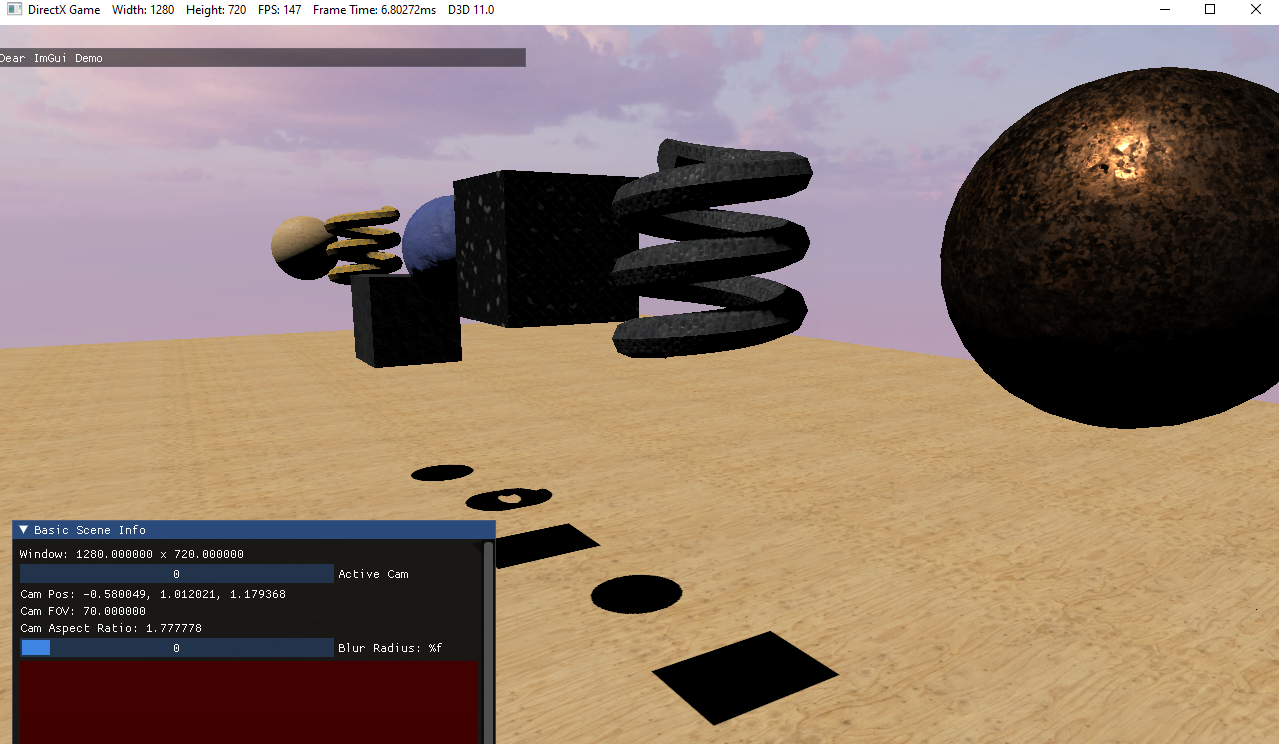 DirectX Game Width: 1280 Height: 720 FPS: 147 Frame Time: 6.80272ms D3D 11.0
Dear ImGui Demo
Basic Scene Info
Window: 1280.000000 x 720.000000
0 Active Cam
Cam Pos: -0.580049, 1.012021, 1.179368
Cam FOV: 70.000000
Cam Aspect Ratio: 1.777778
0 Blur Radius: %f